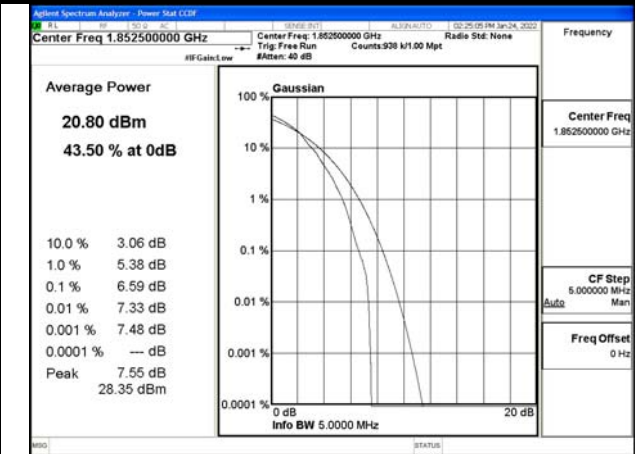 Agilent Spectrum Analyzer - Power Stat CCDF
R L RF 50 Ω AC SENSE:INT ALIGNAUTO 02:25:05 PM Jan 24, 2022
Center Freq 1.852500000 GHz
Center Freq: 1.852500000 GHz Radio Std: None
Trig: Free Run Counts:938 k/1.00 Mpt
#IFGain:Low #Atten: 40 dB
Frequency
Average Power
20.80 dBm
43.50 % at 0dB
10.0 % 3.06 dB
1.0 % 5.38 dB
0.1 % 6.59 dB
0.01 % 7.33 dB
0.001 % 7.48 dB
0.0001 % --- dB
Peak 7.55 dB
28.35 dBm
Gaussian
100 %
10 %
1 %
0.1 %
0.01 %
0.001 %
0.0001 %
0 dB 20 dB
Info BW 5.0000 MHz
Center Freq
1.852500000 GHz
CF Step
5.000000 MHz
Auto Man
Freq Offset
0 Hz
MSG STATUS